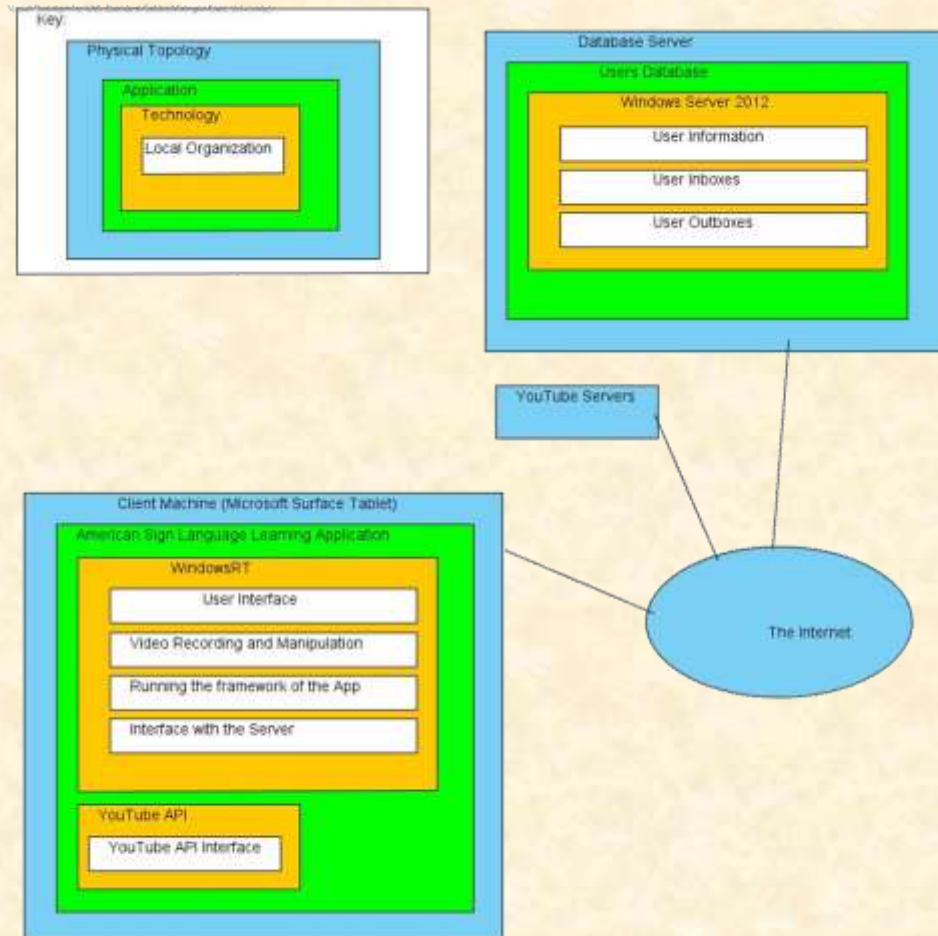 Key:
Physical Topology
Application
Technology
Local Organization
Database Server
Users Database
Windows Server 2012
User Information
User Inboxes
User Outboxes
YouTube Servers
Client Machine (Microsoft Surface Tablet)
American Sign Language Learning Application
WindowsRT
User Interface
Video Recording and Manipulation
Running the framework of the App
Interface with the Server
YouTube API
YouTube API Interface
The Internet